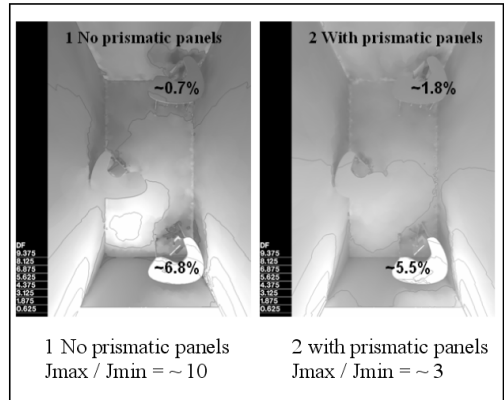 1 No prismatic panels
~0.7%
~6.8%
DF
9.375
8.125
6.875
5.625
4.375
3.125
1.875
0.625
2 With prismatic panels
~1.8%
~5.5%
DF
9.375
8.125
6.875
5.625
4.375
3.125
1.875
0.625
1 No prismatic panels
Jmax / Jmin = ~ 10
2 with prismatic panels
Jmax / Jmin = ~ 3